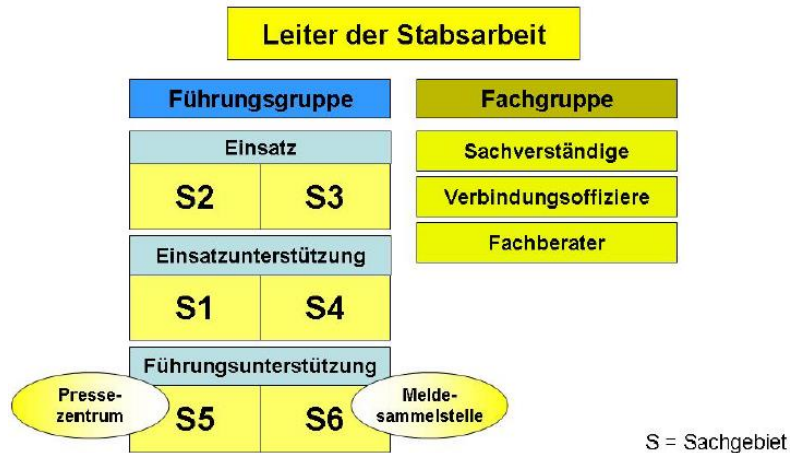 Leiter der Stabsarbeit
Führungsgruppe
Fachgruppe
Einsatz
S2 S3
Einsatzunterstützung
S1 S4
Führungsunterstützung
S5 S6
Presse-
zentrum
Melde-
sammelstelle
Sachverständige
Verbindungsoffiziere
Fachberater
S = Sachgebiet